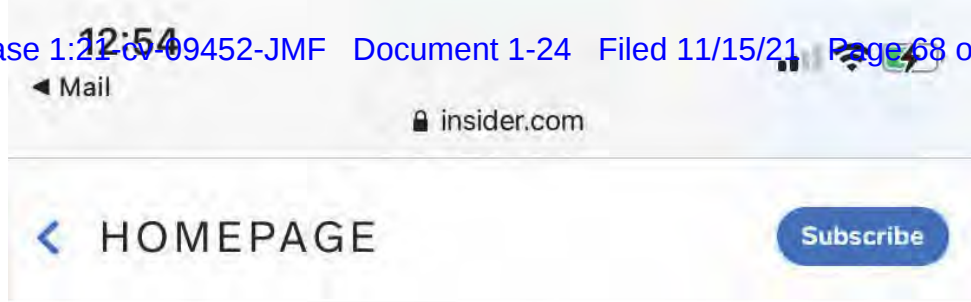 12:54
ase 1:21-cv-09452-JMF Document 1-24 Filed 11/15/21 Page 68 o
◀ Mail
insider.com
HOMEPAGE
Subscribe